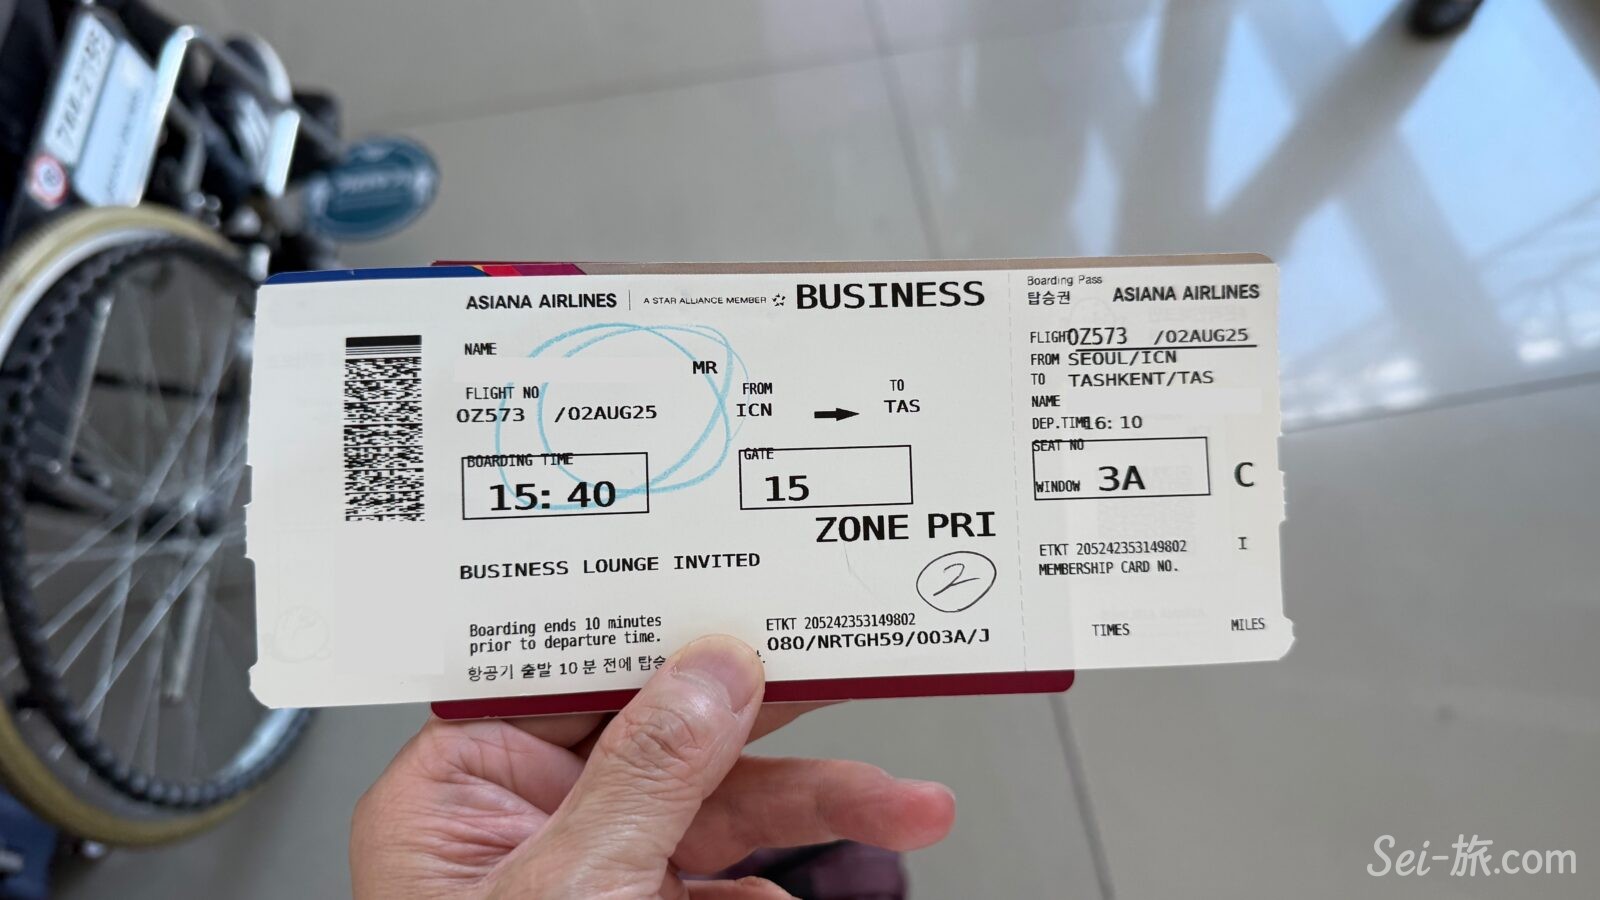 ASIANA AIRLINES A STAR ALLIANCE MEMBER BUSINESS
NAME
MR
FLIGHT NO FROM TO
OZ573 /02AUG25 ICN TAS
BOARDING TIME GATE
15:40 15
ZONE PRI
BUSINESS LOUNGE INVITED
2
Boarding ends 10 minutes
prior to departure time.
항공기 출발 10분 전에 탑승
ETKT 205242353149802
080/NRTGH59/003A/J
Boarding Pass
탑승권 ASIANA AIRLINES
FLIGHT OZ573 /02AUG25
FROM SEOUL/ICN
TO TASHKENT/TAS
NAME
DEP.TIME 16:10
SEAT NO
WINDOW 3A C
ETKT 205242353149802 I
MEMBERSHIP CARD NO.
TIMES MILES
Sei-旅.com